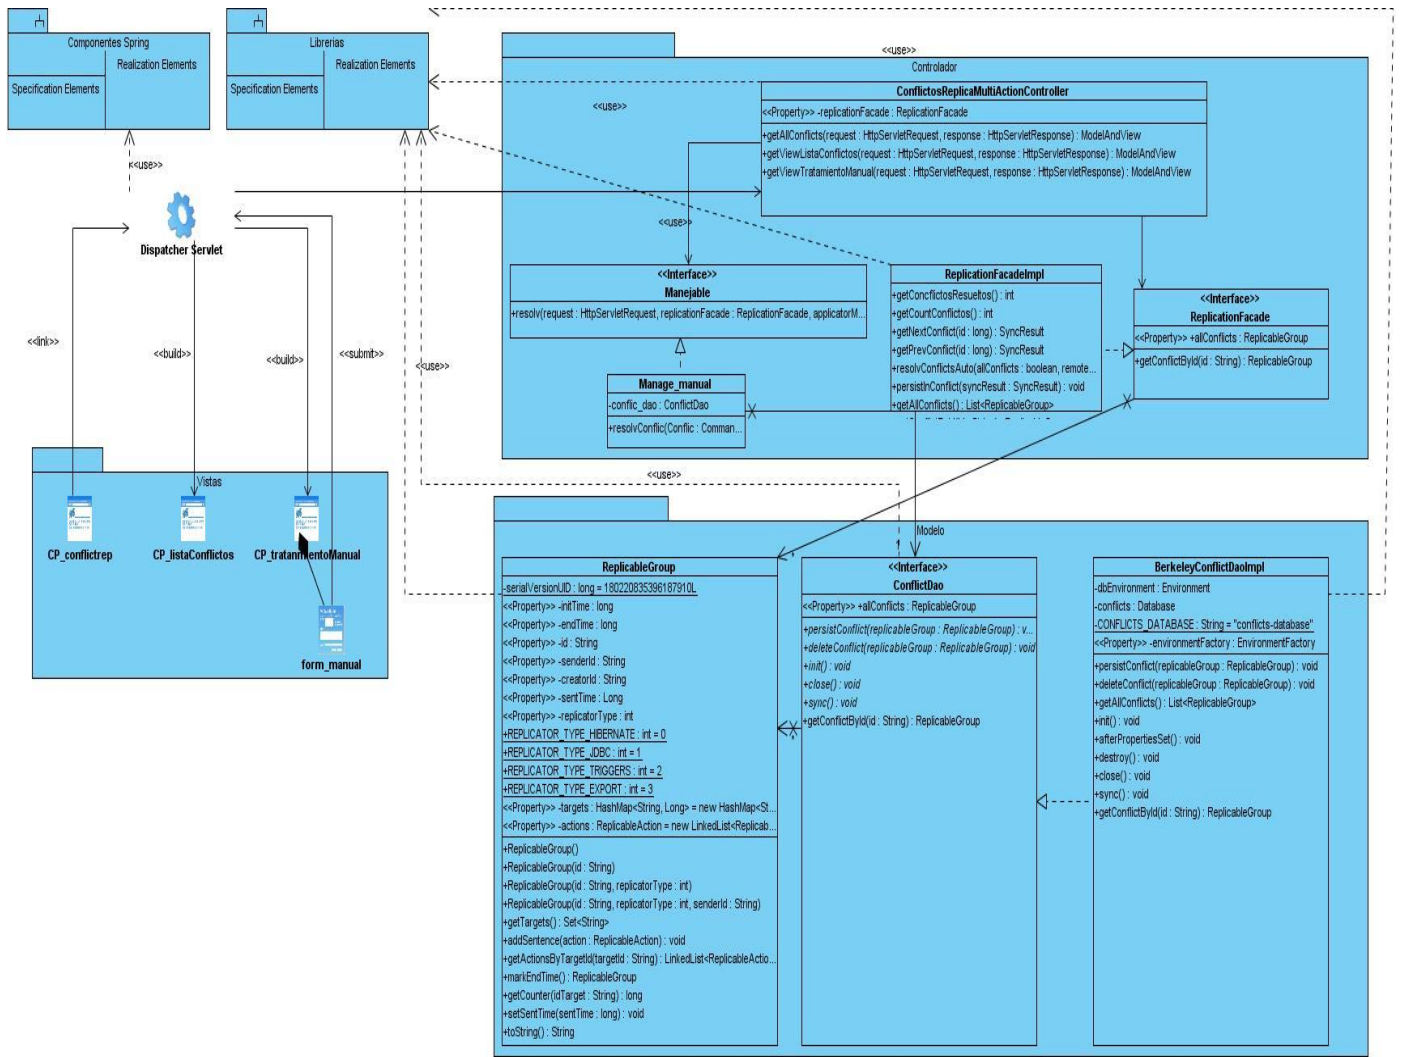 Componentes Spring
Realization Elements
Specification Elements
Librerias
Realization Elements
Specification Elements
<<use>>
<<use>>
<<use>>
Controlador
ConflictosReplicaMultiActionController
<<Property>> -replicationFacade : ReplicationFacade
+getAllConflicts(request : HttpServletRequest, response : HttpServletResponse) : ModelAndView
+getViewListaConflictos(request : HttpServletRequest, response : HttpServletResponse) : ModelAndView
+getViewTratamientoManual(request : HttpServletRequest, response : HttpServletResponse) : ModelAndView
<<use>>
Dispatcher Servlet
<<Interface>>
Manejable
+resolv(request : HttpServletRequest, replicationFacade : ReplicationFacade, applicatorM...
ReplicationFacadeImpl
+getConcflictosResueltos() : int
+getCountConflictos() : int
+getNextConflict(id : long) : SyncResult
+getPrevConflict(id : long) : SyncResult
+resolvConflictsAuto(allConflicts : boolean, remote...
+persistInConflict(syncResult : SyncResult) : void
+getAllConflicts() : List<ReplicableGroup>
<<Interface>>
ReplicationFacade
<<Property>> +allConflicts : ReplicableGroup
+getConflictById(id : String) : ReplicableGroup
<<link>>
<<build>>
<<build>>
<<submit>>
<<use>>
Manage_manual
-conflic_dao : ConflictDao
+resolvConflic(Conflic : Comman...
<<use>>
Vistas
CP_conflictrep
CP_listaConflictos
CP_tratanmientoManual
form_manual
Modelo
ReplicableGroup
-serialVersionUID : long = 180220835396187910L
<<Property>> -initTime : long
<<Property>> -endTime : long
<<Property>> -id : String
<<Property>> -senderId : String
<<Property>> -creatorId : String
<<Property>> -sentTime : Long
<<Property>> -replicatorType : int
+REPLICATOR_TYPE_HIBERNATE : int = 0
+REPLICATOR_TYPE_JDBC : int = 1
+REPLICATOR_TYPE_TRIGGERS : int = 2
+REPLICATOR_TYPE_EXPORT : int = 3
<<Property>> -targets : HashMap<String, Long> = new HashMap<St...
<<Property>> -actions : ReplicableAction = new LinkedList<Replicab...
+ReplicableGroup()
+ReplicableGroup(id : String)
+ReplicableGroup(id : String, replicatorType : int)
+ReplicableGroup(id : String, replicatorType : int, senderId : String)
+getTargets() : Set<String>
+addSentence(action : ReplicableAction) : void
+getActionsByTargetId(targetId : String) : LinkedList<ReplicableActio...
+markEndTime() : ReplicableGroup
+getCounter(idTarget : String) : long
+setSentTime(sentTime : long) : void
+toString() : String
<<Interface>>
ConflictDao
<<Property>> +allConflicts : ReplicableGroup
+persistConflict(replicableGroup : ReplicableGroup) : v...
+deleteConflict(replicableGroup : ReplicableGroup) : void
+init() : void
+close() : void
+sync() : void
+getConflictById(id : String) : ReplicableGroup
BerkeleyConflictDaoImpl
-dbEnvironment : Environment
-conflicts : Database
-CONFLICTS_DATABASE : String = "conflicts-database"
<<Property>> -environmentFactory : EnvironmentFactory
+persistConflict(replicableGroup : ReplicableGroup) : void
+deleteConflict(replicableGroup : ReplicableGroup) : void
+getAllConflicts() : List<ReplicableGroup>
+init() : void
+afterPropertiesSet() : void
+destroy() : void
+close() : void
+sync() : void
+getConflictById(id : String) : ReplicableGroup